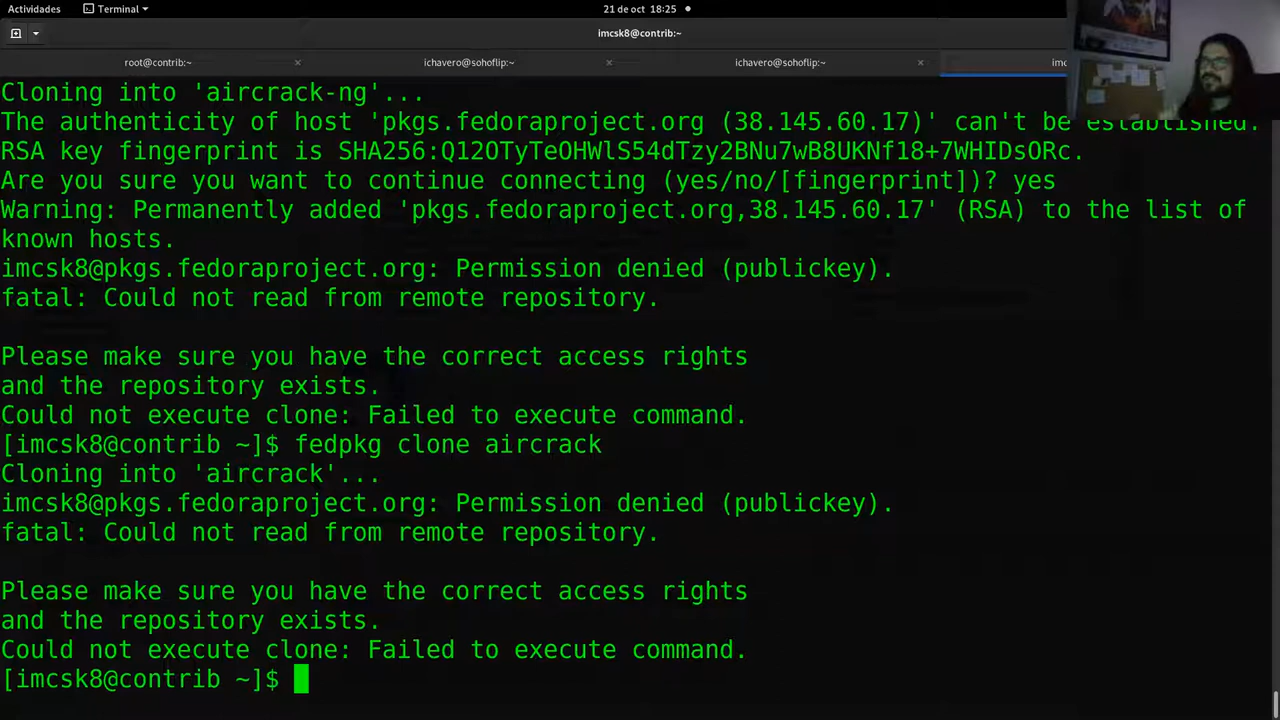 Actividades
Terminal
21 de oct 18:25
imcsk8@contrib:~
root@contrib:~
ichavero@sohoflip:~
ichavero@sohoflip:~
imc
Cloning into 'aircrack-ng'...
The authenticity of host 'pkgs.fedoraproject.org (38.145.60.17)' can't be established.
RSA key fingerprint is SHA256:Q12OTyTeOHWlS54dTzy2BNu7wB8UKNf18+7WHIDsORc.
Are you sure you want to continue connecting (yes/no/[fingerprint])? yes
Warning: Permanently added 'pkgs.fedoraproject.org,38.145.60.17' (RSA) to the list of
known hosts.
imcsk8@pkgs.fedoraproject.org: Permission denied (publickey).
fatal: Could not read from remote repository.
Please make sure you have the correct access rights
and the repository exists.
Could not execute clone: Failed to execute command.
[imcsk8@contrib ~]$ fedpkg clone aircrack
Cloning into 'aircrack'...
imcsk8@pkgs.fedoraproject.org: Permission denied (publickey).
fatal: Could not read from remote repository.
Please make sure you have the correct access rights
and the repository exists.
Could not execute clone: Failed to execute command.
[imcsk8@contrib ~]$